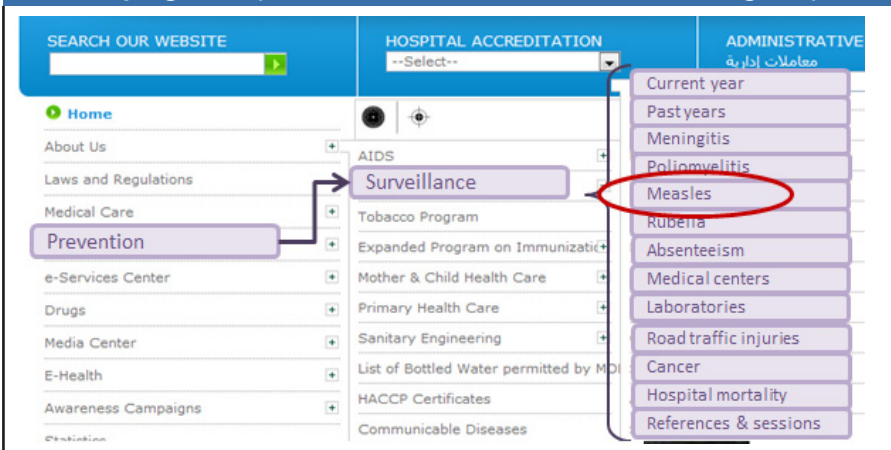 SEARCH OUR WEBSITE
HOSPITAL ACCREDITATION
--Select--
ADMINISTRATIVE
معاملات إدارية
Home
About Us
Laws and Regulations
Medical Care
Prevention
e-Services Center
Drugs
Media Center
E-Health
Awareness Campaigns
Statistics
AIDS
Surveillance
Tobacco Program
Expanded Program on Immunizatic
Mother & Child Health Care
Primary Health Care
Sanitary Engineering
List of Bottled Water permitted by MOI
HACCP Certificates
Communicable Diseases
Current year
Past years
Meningitis
Poliomyelitis
Measles
Rubella
Absenteeism
Medical centers
Laboratories
Road traffic injuries
Cancer
Hospital mortality
References & sessions